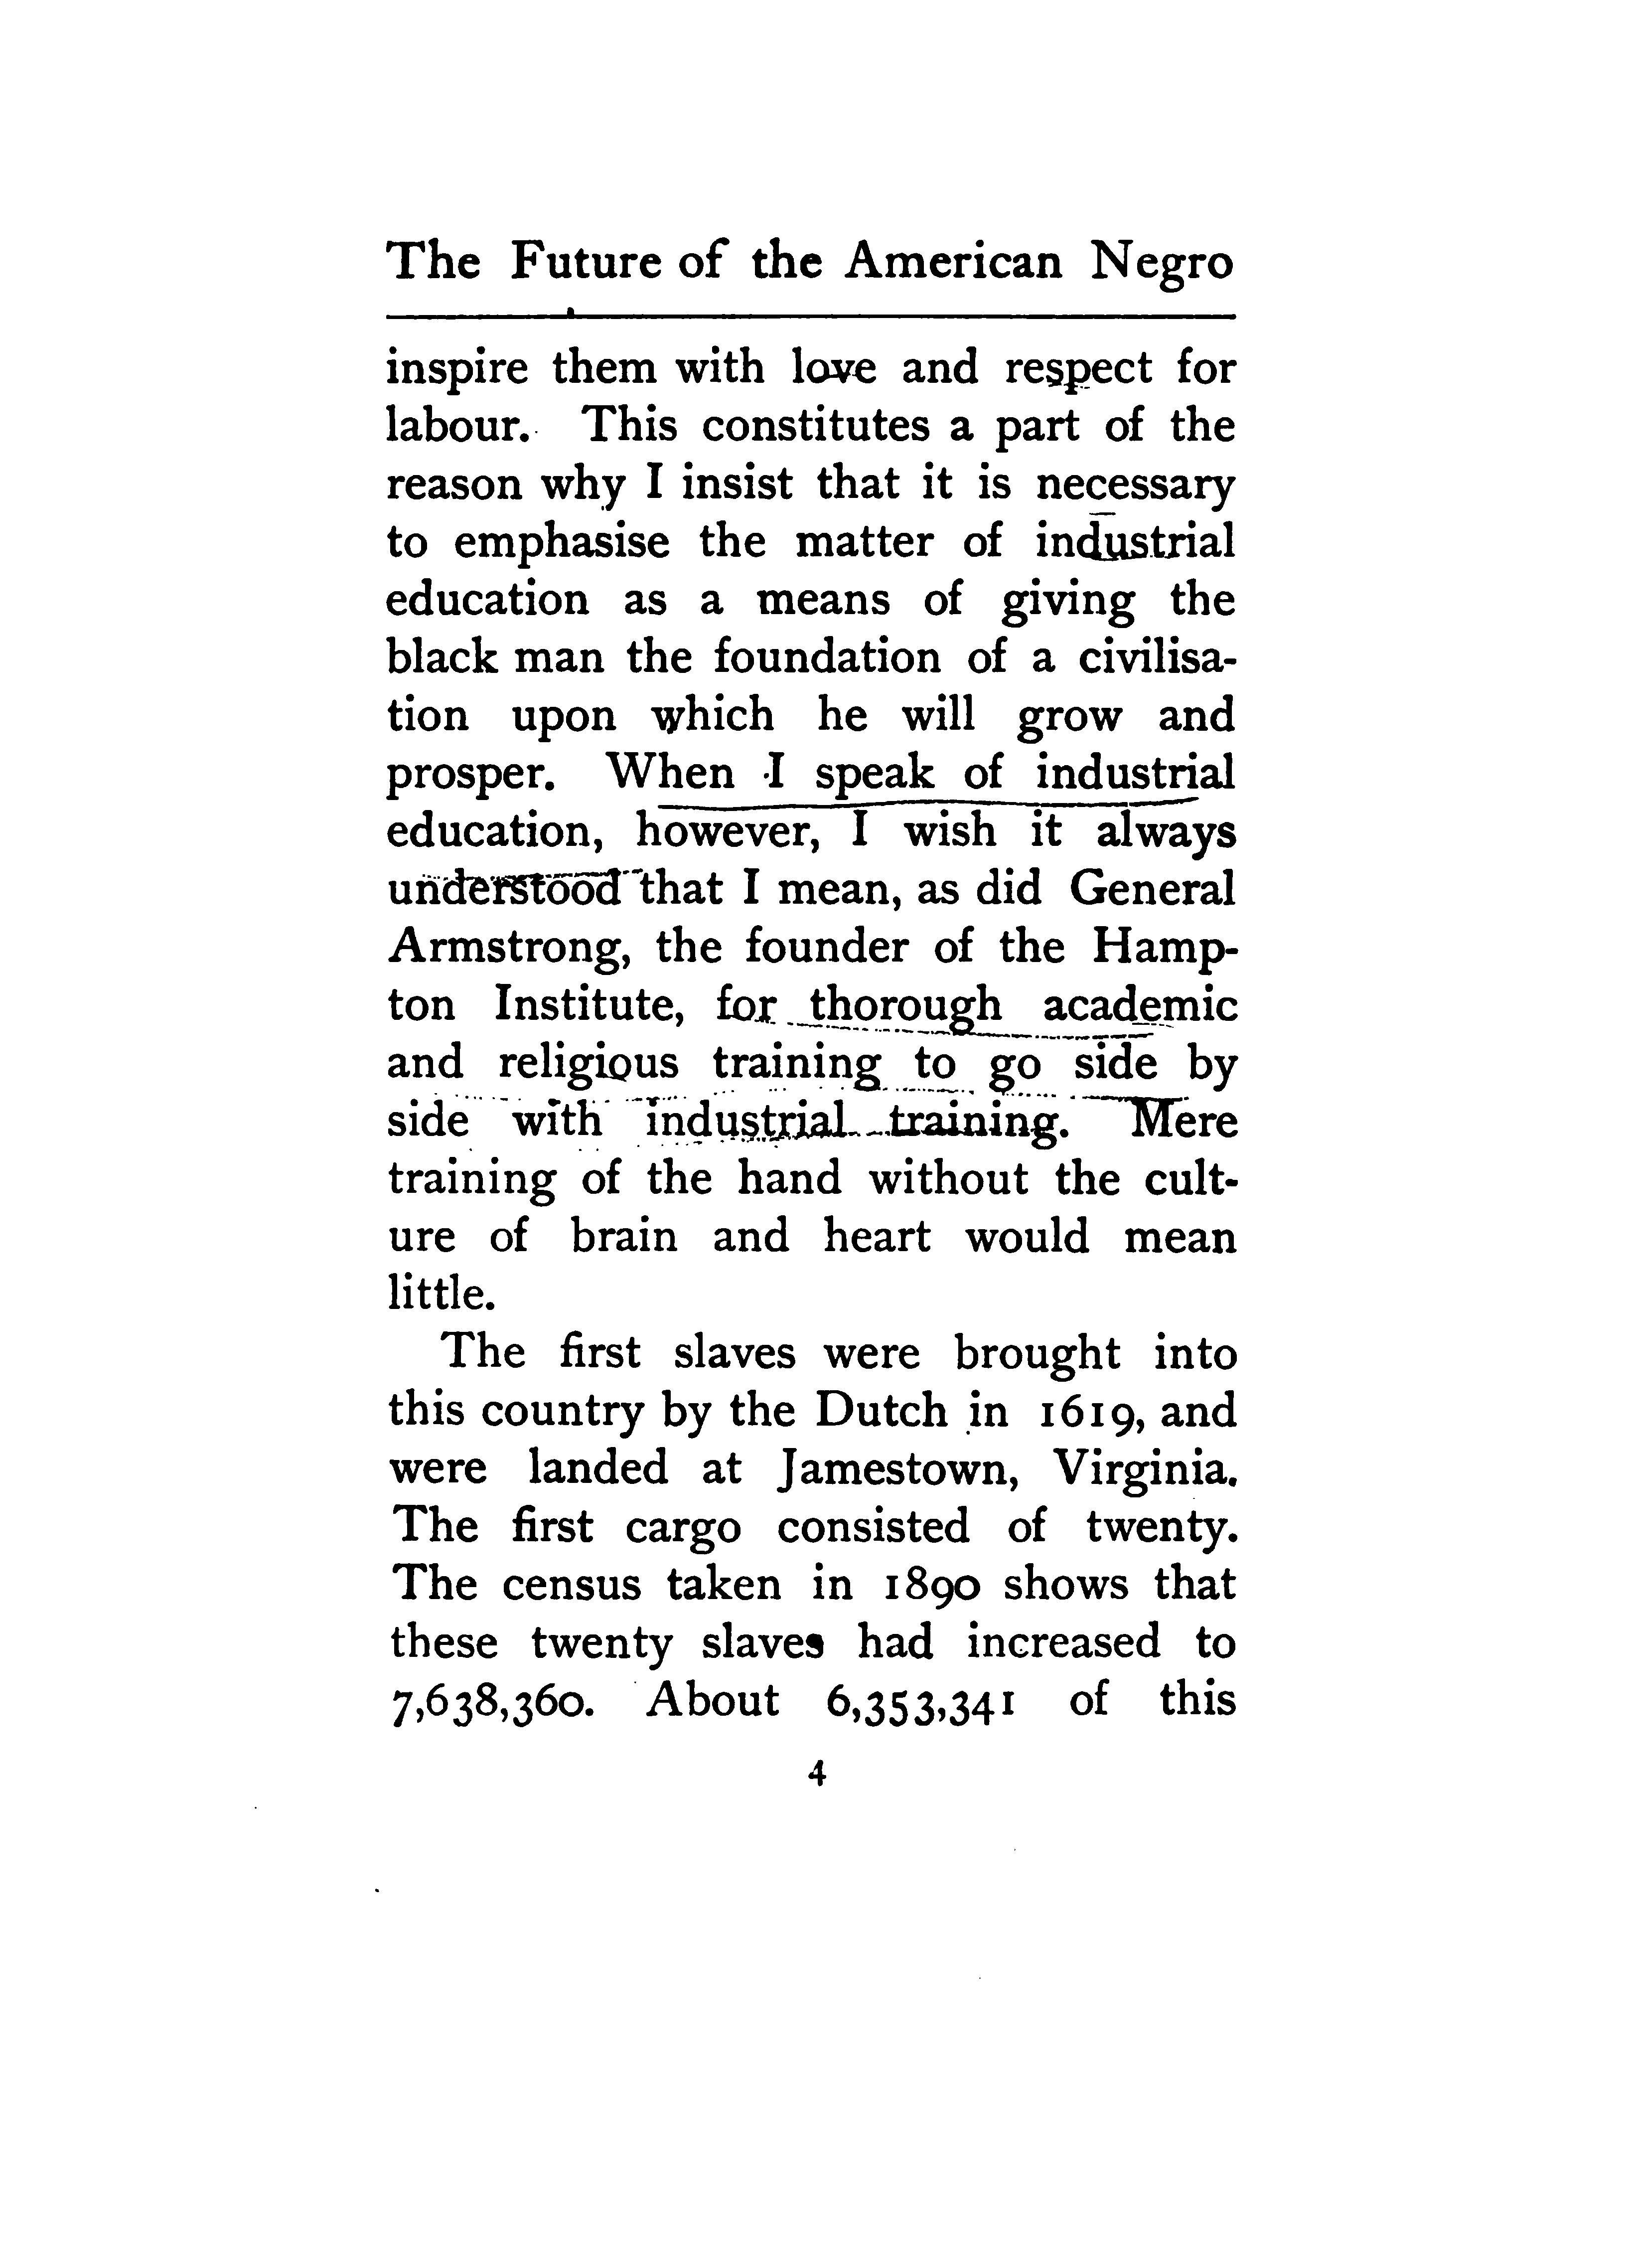 The Future of the American Negro
inspire them with love and respect for
labour. This constitutes a part of the
reason why I insist that it is necessary
to emphasise the matter of industrial
education as a means of giving the
black man the foundation of a civilisa-
tion upon which he will grow and
prosper. When I speak of industrial
education, however, I wish it always
understood that I mean, as did General
Armstrong, the founder of the Hamp-
ton Institute, for thorough academic
and religious training to go side by
side with industrial training. Mere
training of the hand without the cult-
ure of brain and heart would mean
little.
The first slaves were brought into
this country by the Dutch in 1619, and
were landed at Jamestown, Virginia.
The first cargo consisted of twenty.
The census taken in 1890 shows that
these twenty slaves had increased to
7,638,360. About 6,353,341 of this
4